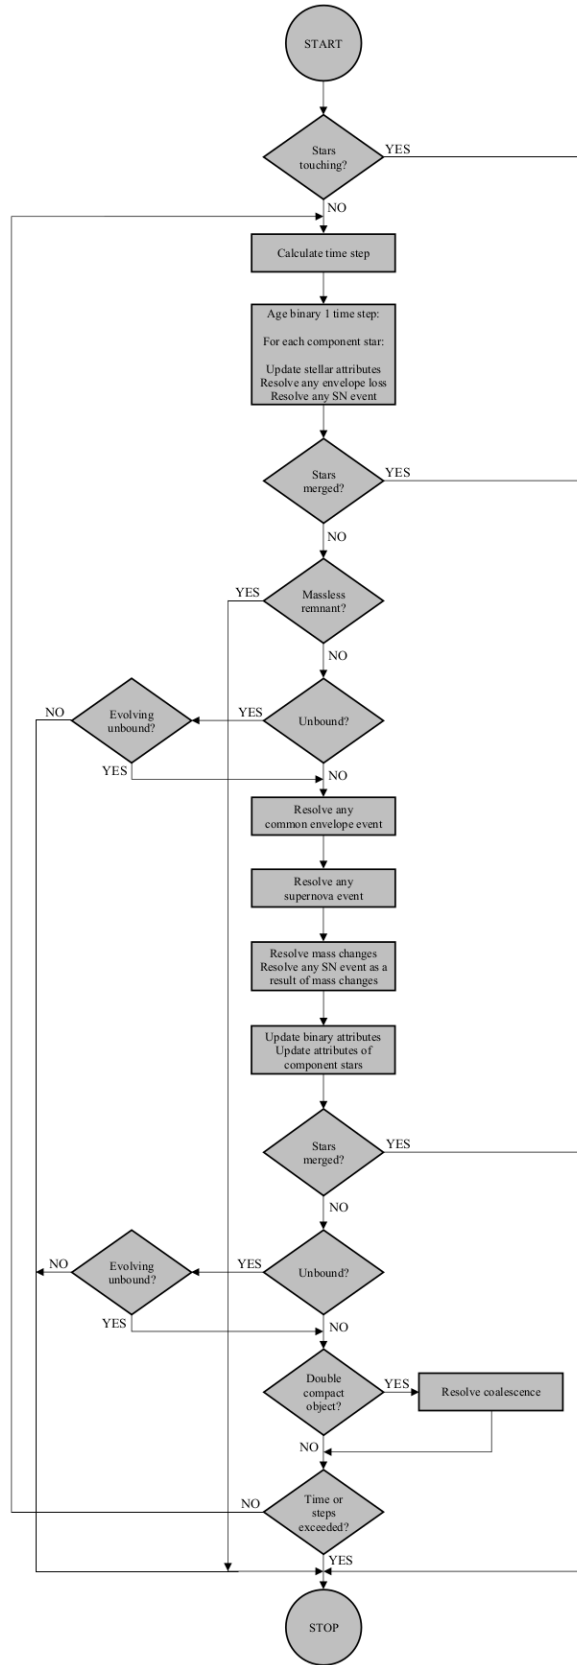 START
Stars
touching?
YES
NO
Calculate time step
Age binary 1 time step:
For each component star:
Update stellar attributes
Resolve any envelope loss
Resolve any SN event
Stars
merged?
YES
NO
YES
Massless
remnant?
NO
NO
Evolving
unbound?
YES
Unbound?
YES
NO
Resolve any
common envelope event
Resolve any
supernova event
Resolve mass changes
Resolve any SN event as a
result of mass changes
Update binary attributes
Update attributes of
component stars
Stars
merged?
YES
NO
NO
Evolving
unbound?
YES
Unbound?
YES
NO
Double
compact
object?
YES
Resolve coalescence
NO
NO
Time or
steps
exceeded?
YES
STOP